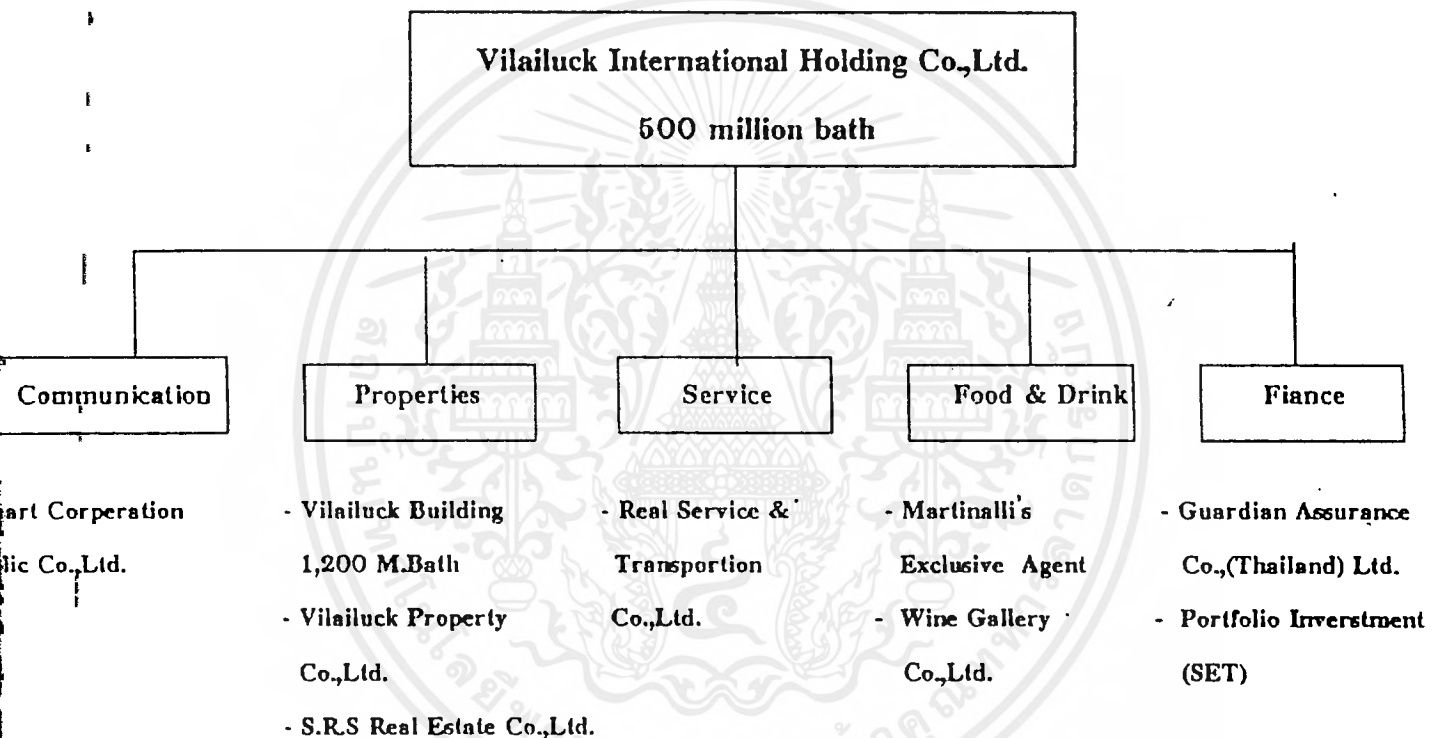 Vilailuck International Holding Co.,Ltd.
500 million bath
Communication
Properties
Service
Food & Drink
Fiance
art Corperation
lic Co.,Ltd.
- Vilailuck Building
1,200 M.Bath
- Vilailuck Property
Co.,Ltd.
- S.R.S Real Estate Co.,Ltd.
- Real Service &
Transportion
Co.,Ltd.
- Martinalli's
Exclusive Agent
- Wine Gallery
Co.,Ltd.
- Guardian Assurance
Co.,(Thailand) Ltd.
- Portfolio Inverstment
(SET)